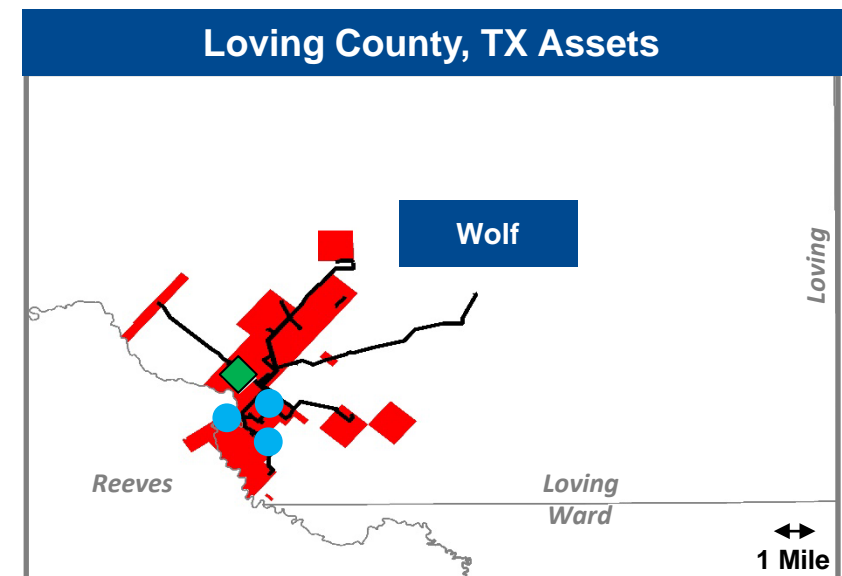 Loving County, TX Assets
Wolf
Loving
Reeves
Loving
Ward
1 Mile